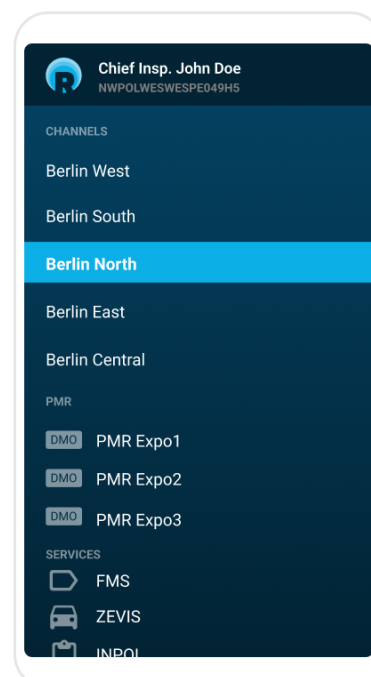 Chief Insp. John Doe
NWPOLWESWESPE049H5
CHANNELS
Berlin West
Berlin South
Berlin North
Berlin East
Berlin Central
PMR
DMO PMR Expo1
DMO PMR Expo2
DMO PMR Expo3
SERVICES
FMS
ZEVIS
INPOL